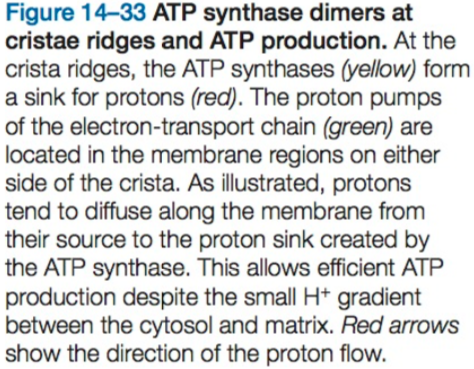 Figure 14–33 ATP synthase dimers at
cristae ridges and ATP production. At the
crista ridges, the ATP synthases (yellow) form
a sink for protons (red). The proton pumps
of the electron-transport chain (green) are
located in the membrane regions on either
side of the crista. As illustrated, protons
tend to diffuse along the membrane from
their source to the proton sink created by
the ATP synthase. This allows efficient ATP
production despite the small H⁺ gradient
between the cytosol and matrix. Red arrows
show the direction of the proton flow.